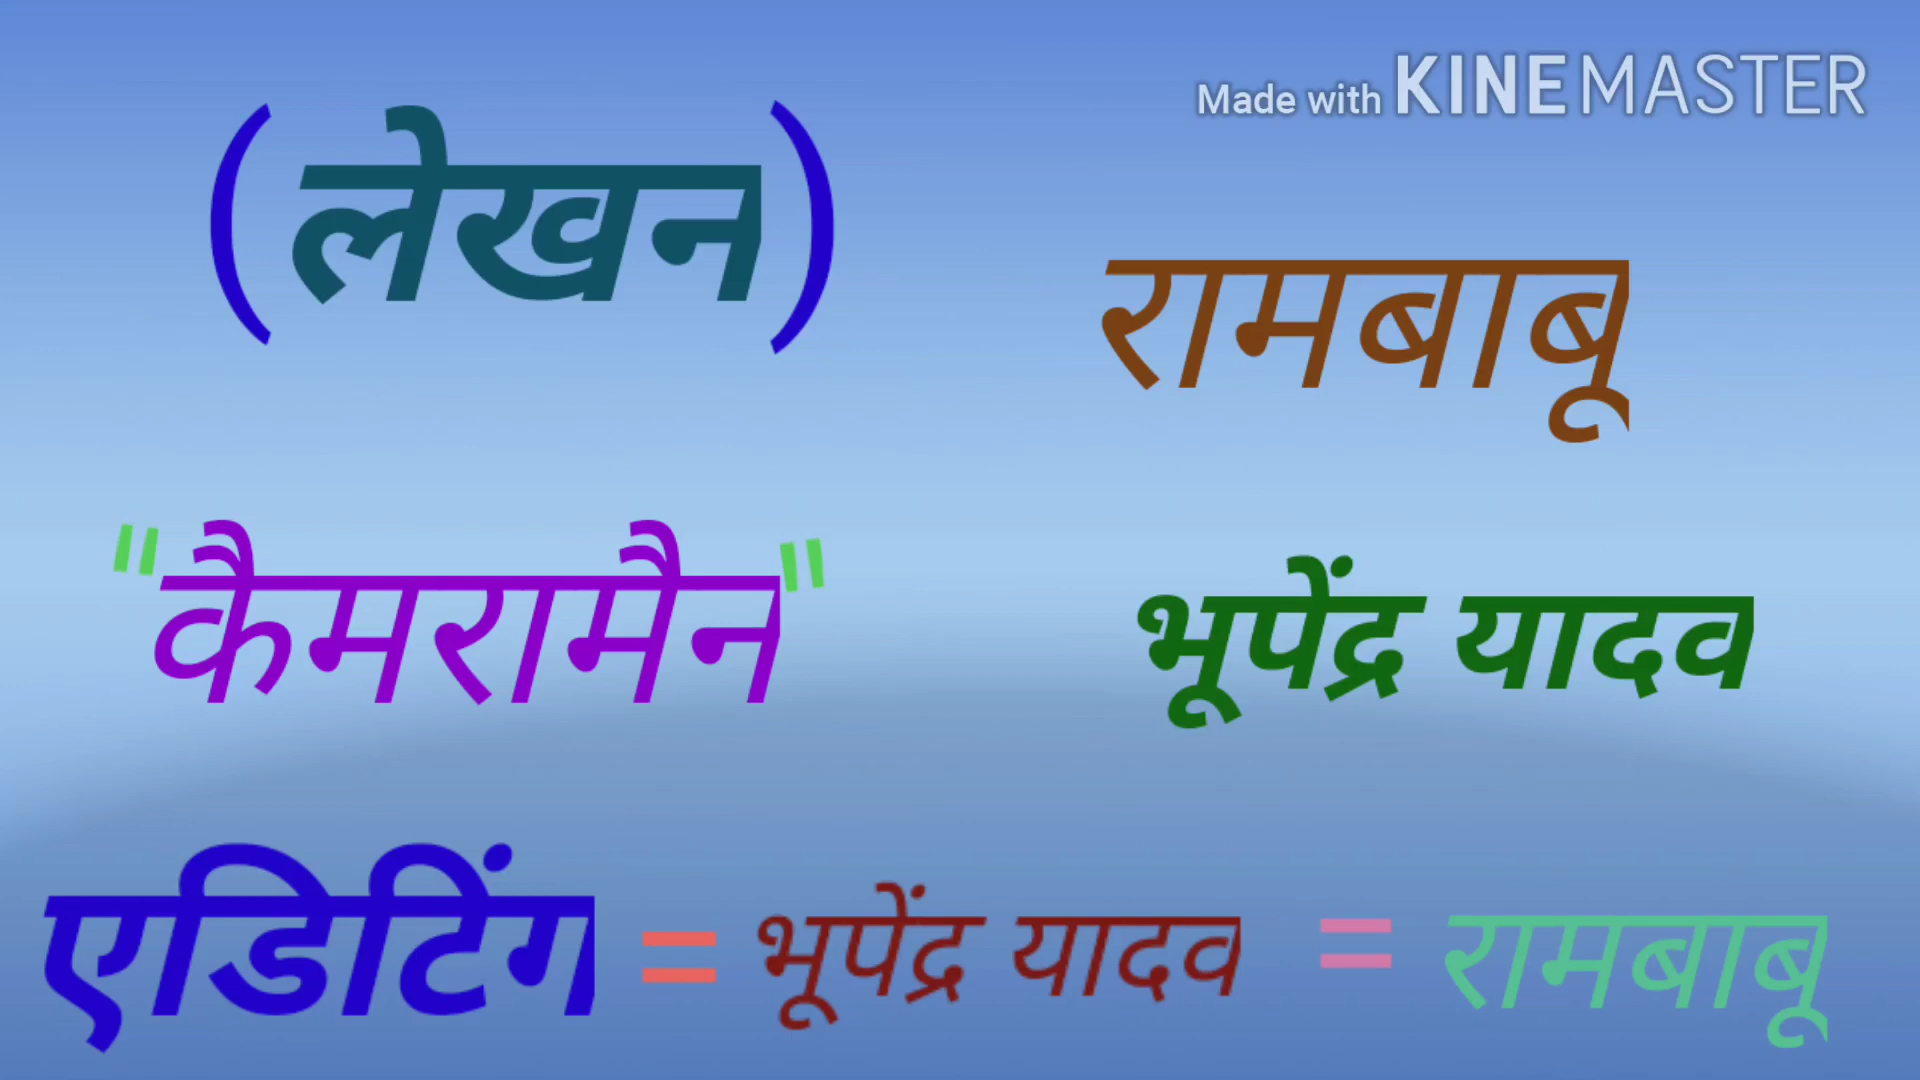 Made with KINEMASTER
(लेखन)
रामबाबू
"कैमरामैन"
भूपेंद्र यादव
एडिटिंग = भूपेंद्र यादव = रामबाबू